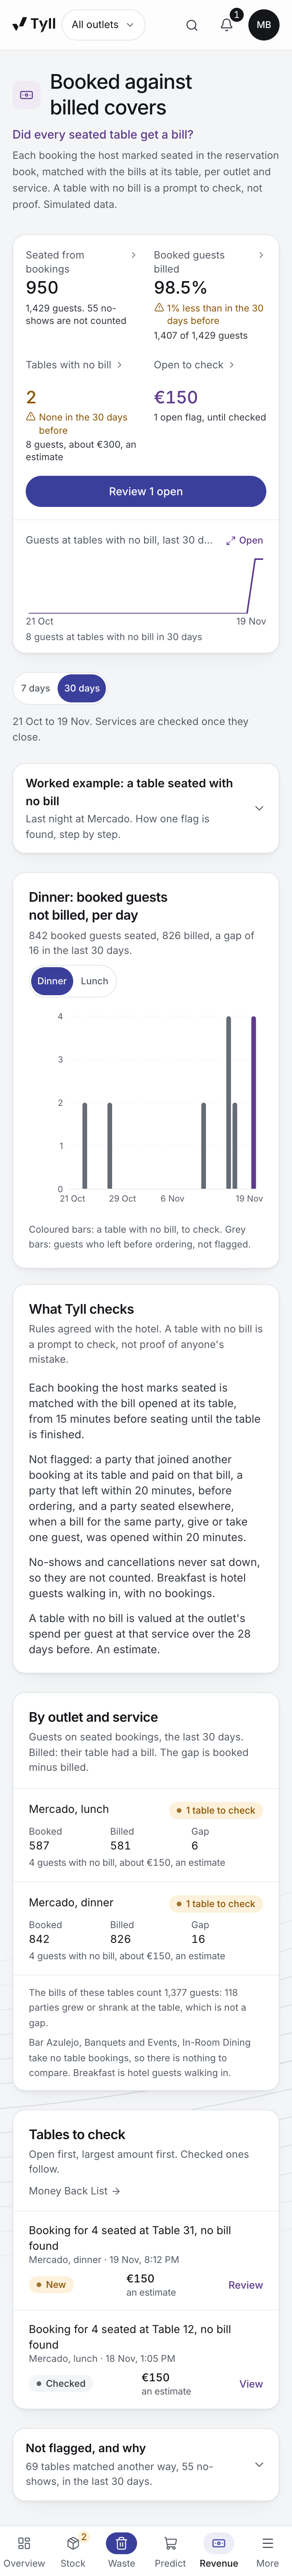 Tyll
All outlets
1
MB
Booked against
billed covers
Did every seated table get a bill?
Each booking the host marked seated in the reservation
book, matched with the bills at its table, per outlet and
service. A table with no bill is a prompt to check, not
proof. Simulated data.
Seated from
bookings
950
1,429 guests. 55 no-
shows are not counted
Booked guests
billed
98.5%
1% less than in the 30
days before
1,407 of 1,429 guests
Tables with no bill
2
None in the 30 days
before
8 guests, about €300, an
estimate
Open to check
€150
1 open flag, until checked
Review 1 open
Guests at tables with no bill, last 30 d...
Open
21 Oct
19 Nov
8 guests at tables with no bill in 30 days
7 days
30 days
21 Oct to 19 Nov. Services are checked once they
close.
Worked example: a table seated with
no bill
Last night at Mercado. How one flag is
found, step by step.
Dinner: booked guests
not billed, per day
842 booked guests seated, 826 billed, a gap of
16 in the last 30 days.
Dinner
Lunch
4
3
2
1
0
21 Oct
29 Oct
6 Nov
19 Nov
Coloured bars: a table with no bill, to check. Grey
bars: guests who left before ordering, not flagged.
What Tyll checks
Rules agreed with the hotel. A table with no bill is
a prompt to check, not proof of anyone's
mistake.
Each booking the host marks seated is
matched with the bill opened at its table,
from 15 minutes before seating until the table
is finished.
Not flagged: a party that joined another
booking at its table and paid on that bill, a
party that left within 20 minutes, before
ordering, and a party seated elsewhere,
when a bill for the same party, give or take
one guest, was opened within 20 minutes.
No-shows and cancellations never sat down,
so they are not counted. Breakfast is hotel
guests walking in, with no bookings.
A table with no bill is valued at the outlet's
spend per guest at that service over the 28
days before. An estimate.
By outlet and service
Guests on seated bookings, the last 30 days.
Billed: their table had a bill. The gap is booked
minus billed.
Mercado, lunch
1 table to check
Booked
Billed
Gap
587
581
6
4 guests with no bill, about €150, an estimate
Mercado, dinner
1 table to check
Booked
Billed
Gap
842
826
16
4 guests with no bill, about €150, an estimate
The bills of these tables count 1,377 guests: 118
parties grew or shrank at the table, which is not a
gap.
Bar Azulejo, Banquets and Events, In-Room Dining
take no table bookings, so there is nothing to
compare. Breakfast is hotel guests walking in.
Tables to check
Open first, largest amount first. Checked ones
follow.
Money Back List
Booking for 4 seated at Table 31, no bill
found
Mercado, dinner · 19 Nov, 8:12 PM
New
€150
an estimate
Review
Booking for 4 seated at Table 12, no bill
found
Mercado, lunch · 18 Nov, 1:05 PM
Checked
€150
an estimate
View
Not flagged, and why
69 tables matched another way, 55 no-
shows, in the last 30 days.
2
Overview
Stock
Waste
Predict
Revenue
More